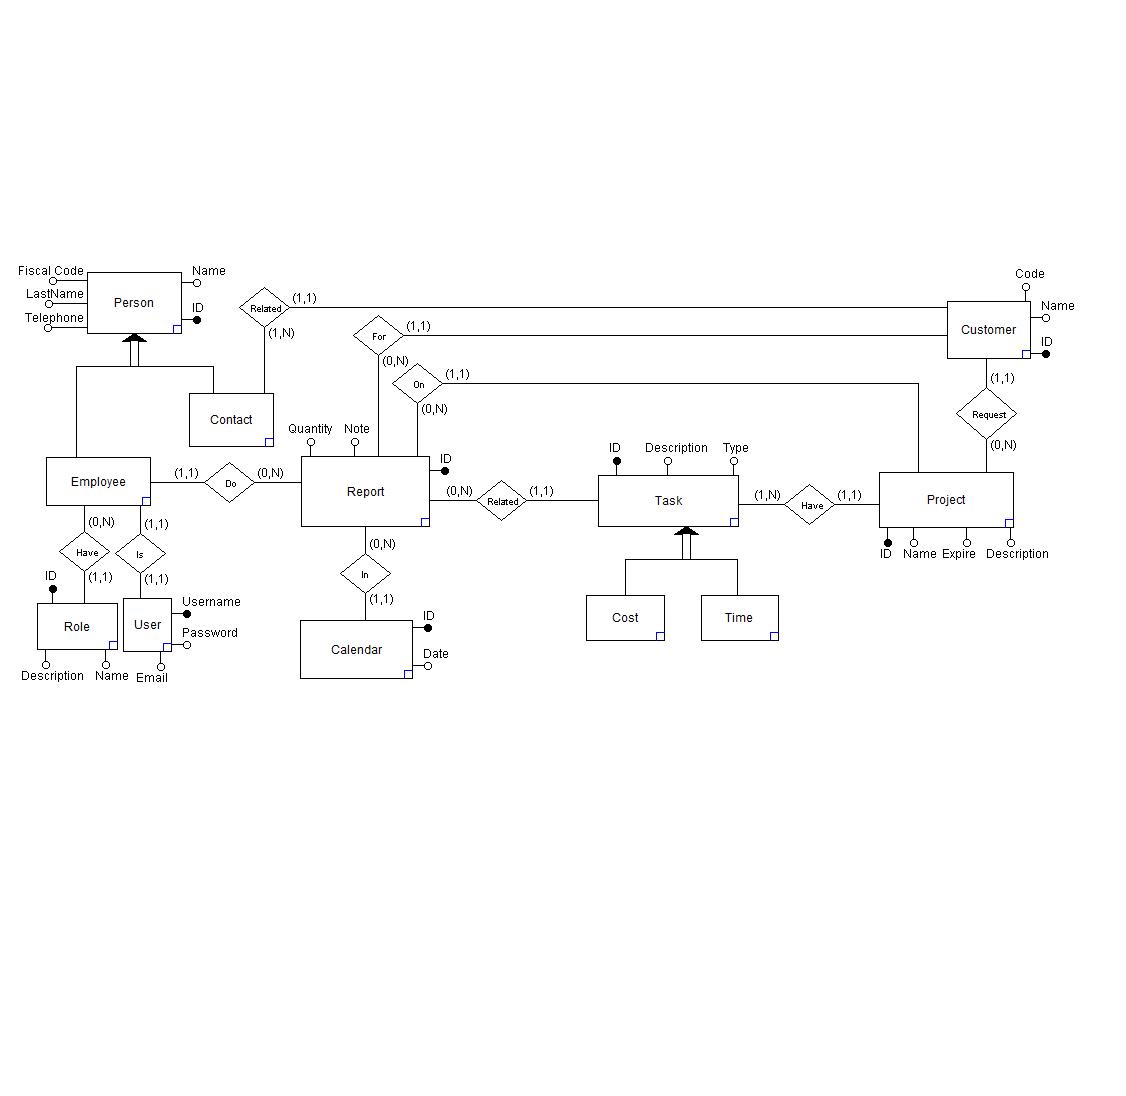 Fiscal Code
LastName
Telephone
Person
Name
ID
Related
(1,1)
(1,N)
For
(1,1)
(0,N)
On
(1,1)
(0,N)
Code
Name
Customer
ID
(1,1)
Request
(0,N)
Contact
Quantity
Note
ID
Employee
(1,1)
Do
(0,N)
Report
(0,N)
Related
(1,1)
ID
Description
Type
Task
(1,N)
Have
(1,1)
Project
ID
Name
Expire
Description
(0,N)
Have
(1,1)
(1,1)
Is
(1,1)
(0,N)
In
(1,1)
ID
Role
Description
Name
User
Username
Password
Email
Calendar
ID
Date
Cost
Time